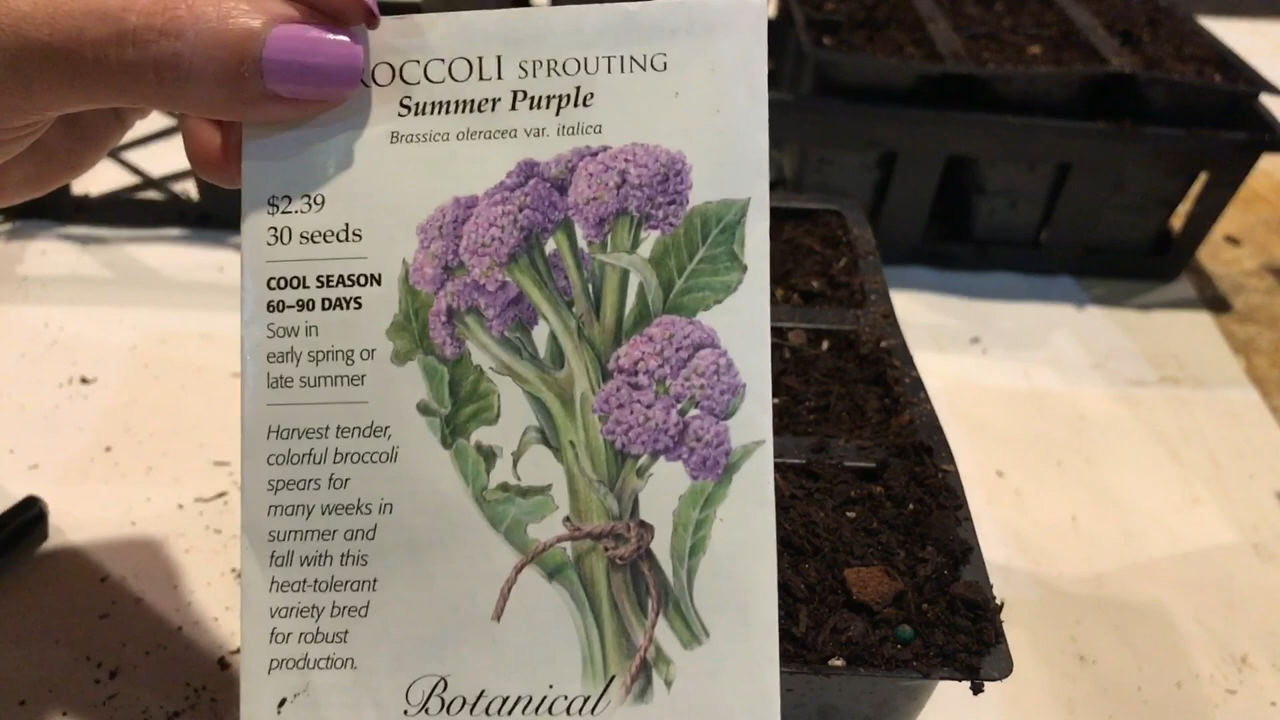 ROCCOLI SPROUTING
Summer Purple
Brassica oleracea var. italica
$2.39
30 seeds
COOL SEASON
60–90 DAYS
Sow in
early spring or
late summer
Harvest tender,
colorful broccoli
spears for
many weeks in
summer and
fall with this
heat-tolerant
variety bred
for robust
production.
Botanical